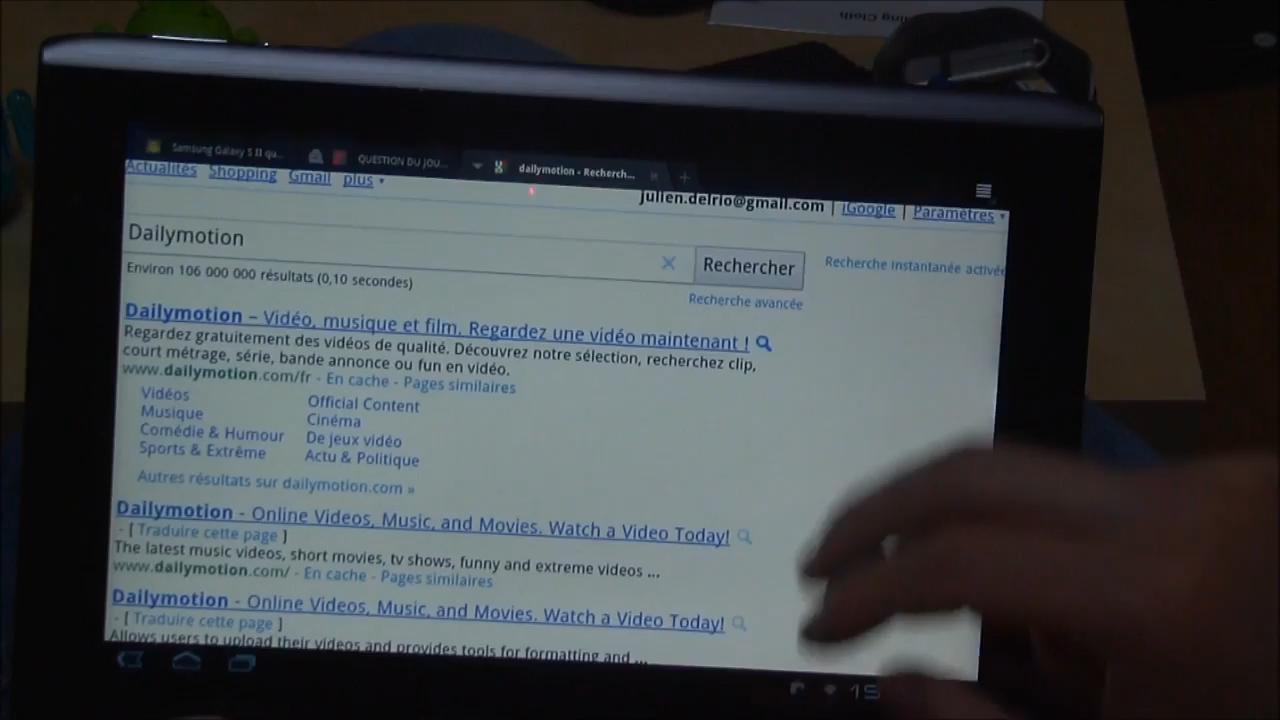 ning Cloth
Samsung Galaxy S II qu... QUESTION DU JOU... dailymotion - Recherch...
Actualités Shopping Gmail plus
julien.delrio@gmail.com | iGoogle | Paramètres
Dailymotion
Rechercher
Recherche instantanée activée
Environ 106 000 000 résultats (0,10 secondes)
Recherche avancée
Dailymotion – Vidéo, musique et film. Regardez une vidéo maintenant !
Regardez gratuitement des vidéos de qualité. Découvrez notre sélection, recherchez clip,
court métrage, série, bande annonce ou fun en vidéo.
www.dailymotion.com/fr - En cache - Pages similaires
Vidéos Official Content
Musique Cinéma
Comédie & Humour De jeux vidéo
Sports & Extrême Actu & Politique
Autres résultats sur dailymotion.com »
Dailymotion - Online Videos, Music, and Movies. Watch a Video Today!
- [ Traduire cette page ]
The latest music videos, short movies, tv shows, funny and extreme videos ...
www.dailymotion.com/ - En cache - Pages similaires
Dailymotion - Online Videos, Music, and Movies. Watch a Video Today!
- [ Traduire cette page ]
Allows users to upload their videos and provides tools for formatting and ...
15